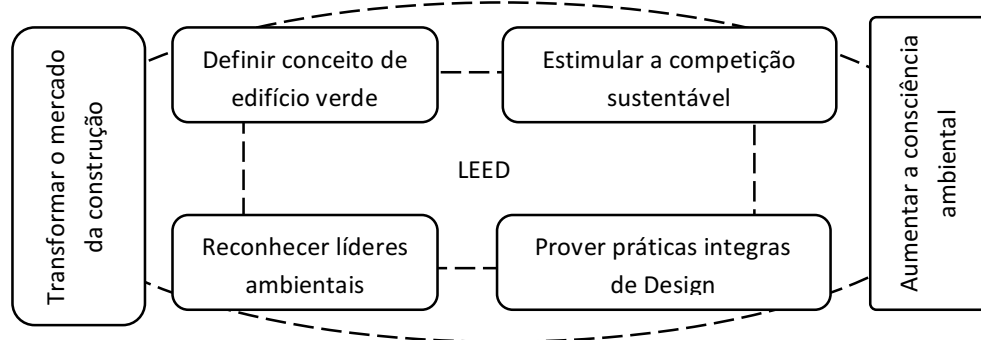 Transformar o mercado
da construção
Definir conceito de
edifício verde
Estimular a competição
sustentável
LEED
Reconhecer líderes
ambientais
Prover práticas integras
de Design
Aumentar a consciência
ambiental